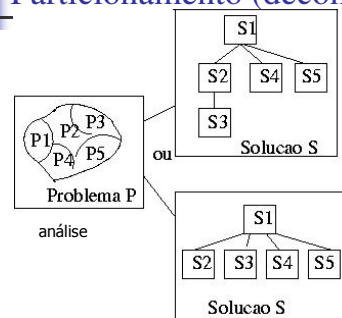 Particionamento (decom
P1 P2 P3
P4 P5
Problema P
análise
ou
S1
S2 S4 S5
S3
Solucao S
S1
S2 S3 S4 S5
Solucao S